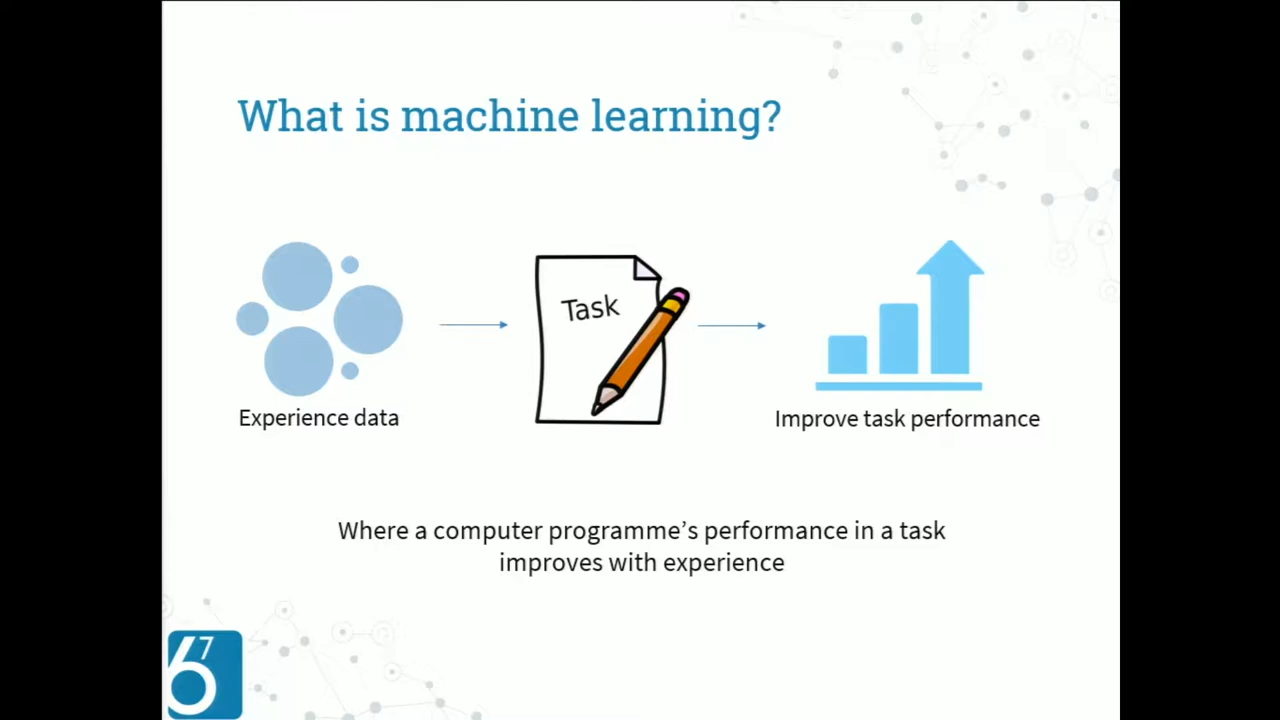 What is machine learning?
Task
Experience data
Improve task performance
Where a computer programme’s performance in a task
improves with experience
6⁷